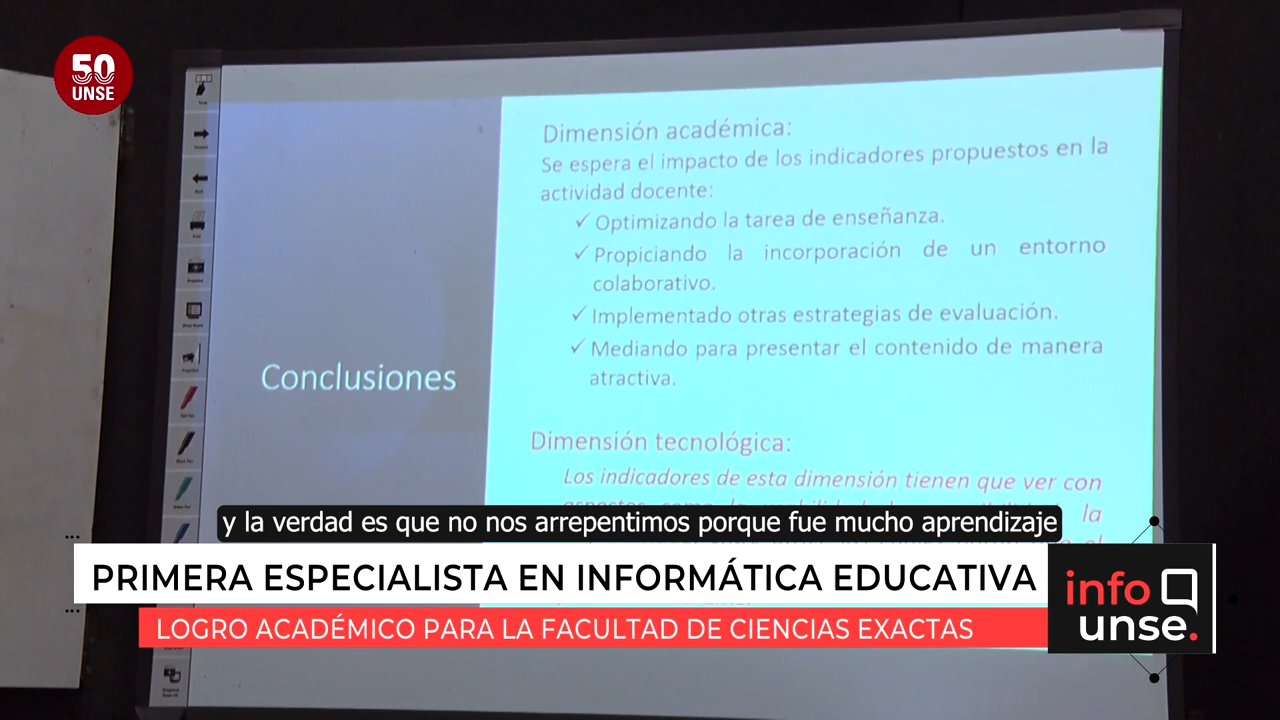 50
UNSE
Dimensión académica:
Se espera el impacto de los indicadores propuestos en la
actividad docente:
✓ Optimizando la tarea de enseñanza.
✓ Propiciando la incorporación de un entorno
colaborativo.
✓ Implementado otras estrategias de evaluación.
✓ Mediando para presentar el contenido de manera
atractiva.
Conclusiones
Dimensión tecnológica:
Los indicadores de esta dimensión tienen que ver con
la
y la verdad es que no nos arrepentimos porque fue mucho aprendizaje
PRIMERA ESPECIALISTA EN INFORMÁTICA EDUCATIVA
LOGRO ACADÉMICO PARA LA FACULTAD DE CIENCIAS EXACTAS
info
unse.